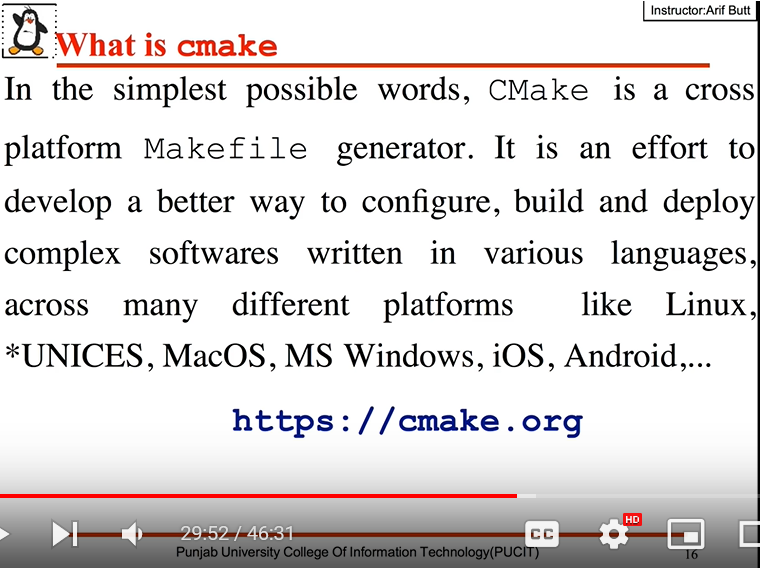 Instructor:Arif Butt
What is cmake
In the simplest possible words, CMake is a cross
platform Makefile generator. It is an effort to
develop a better way to configure, build and deploy
complex softwares written in various languages,
across many different platforms like Linux,
*UNICES, MacOS, MS Windows, iOS, Android,...
https://cmake.org
29:52 / 46:31
CC
HD
Punjab University College Of Information Technology(PUCIT)
16